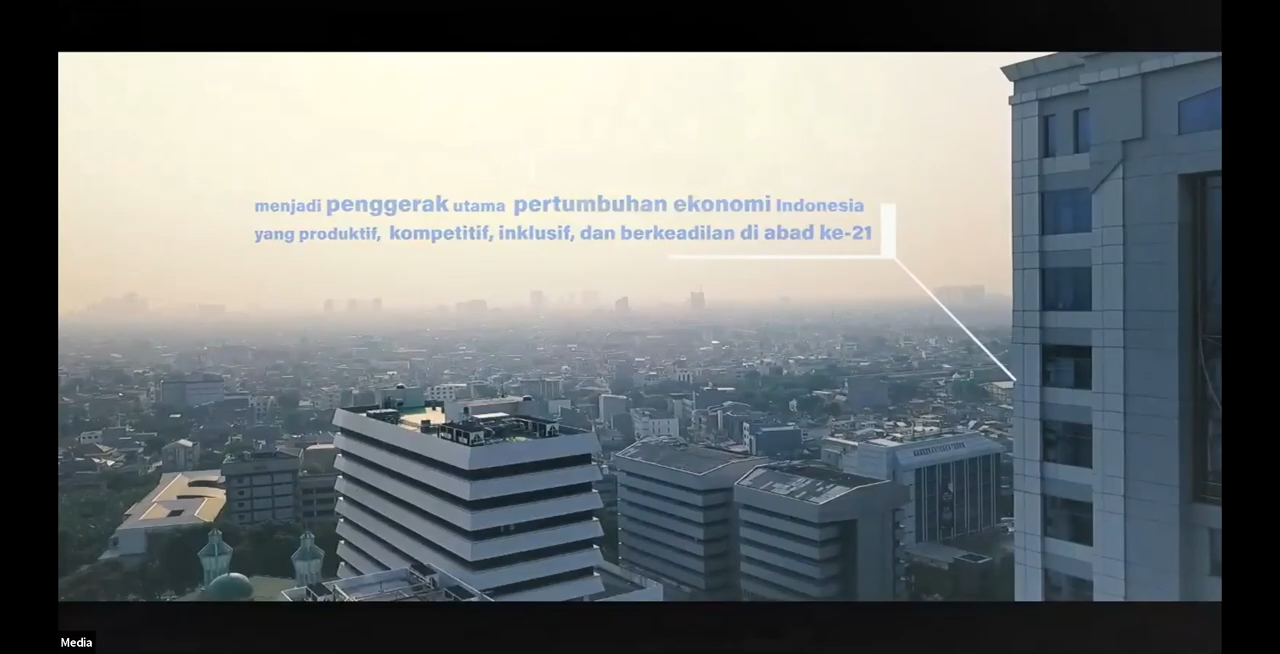 menjadi penggerak utama pertumbuhan ekonomi Indonesia
yang produktif, kompetitif, inklusif, dan berkeadilan di abad ke-21
Media